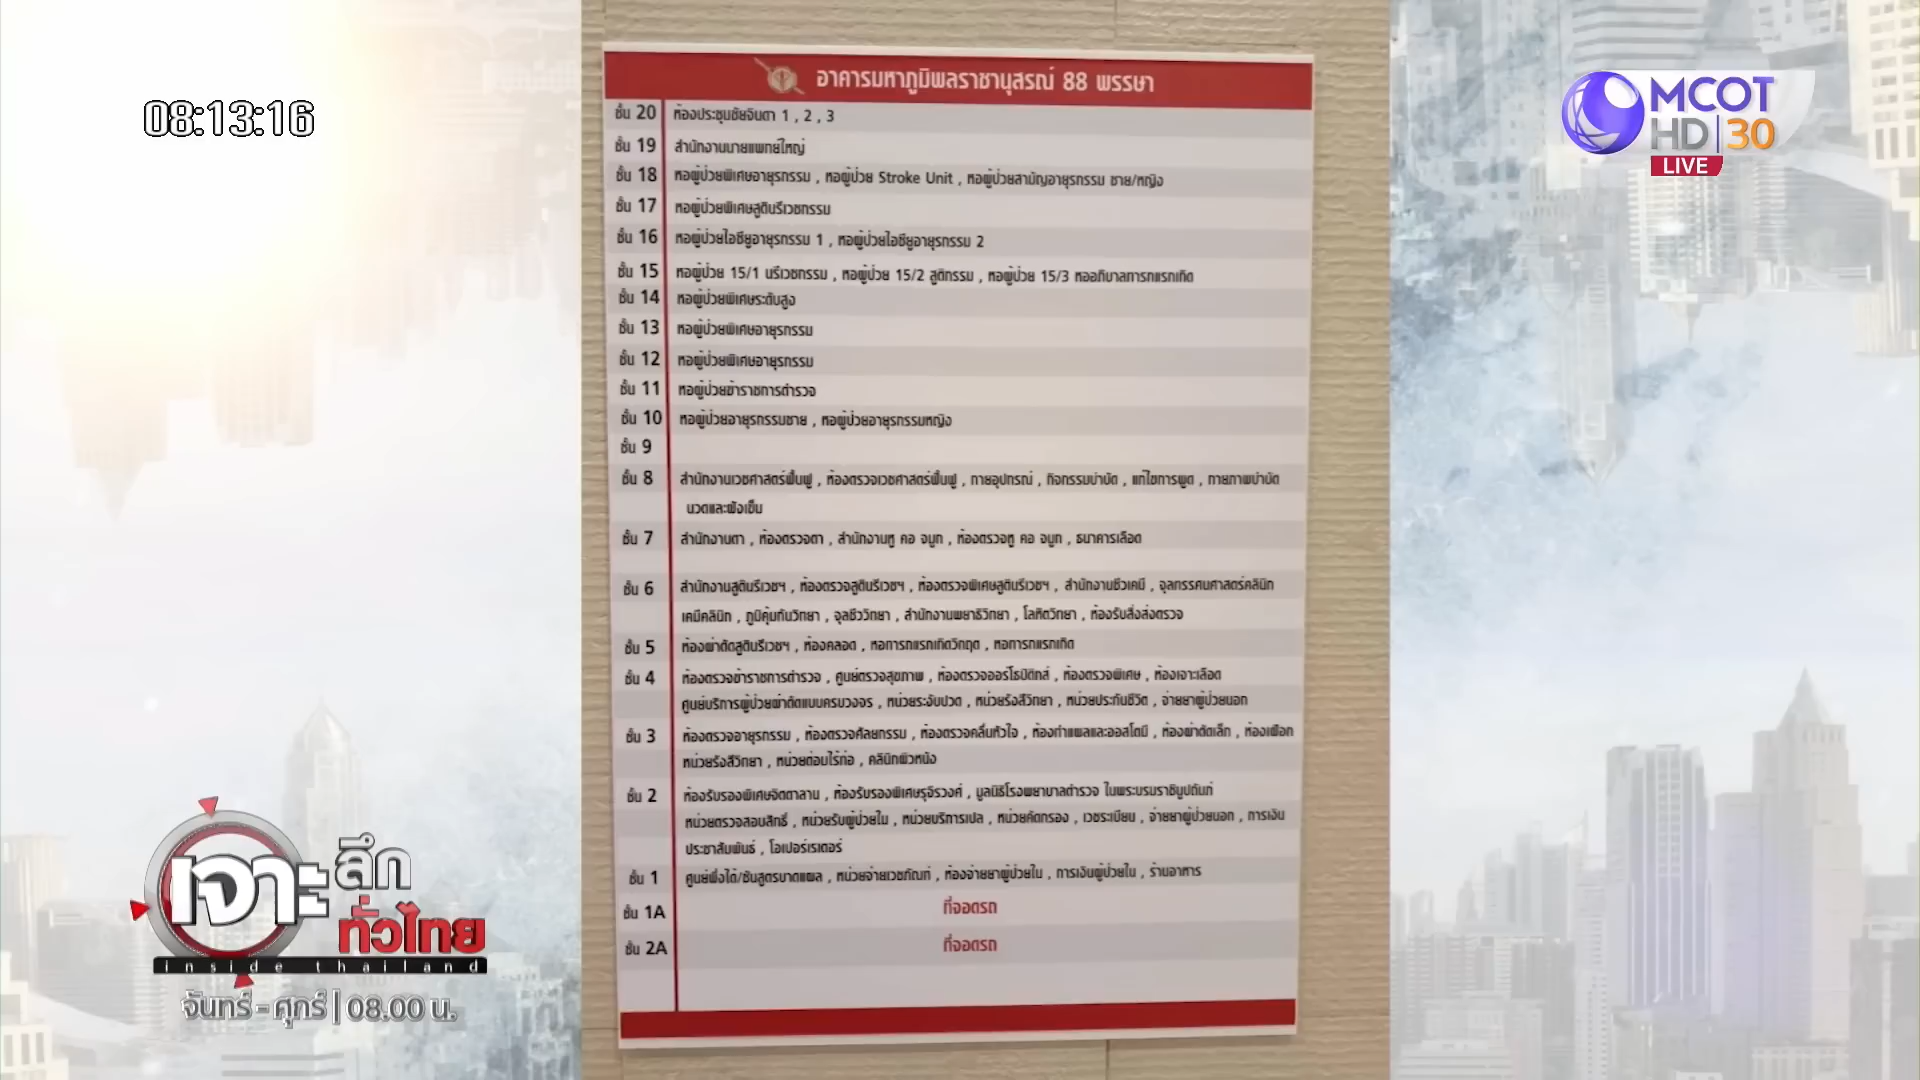 08:13:16
MCOT
HD 30
LIVE
อาคารมหาภูมิพลราชานุสรณ์ 88 พรรษา
ชั้น 20 ห้องประชุมชัยจินดา 1 , 2 , 3
ชั้น 19 สำนักงานนายแพทย์ใหญ่
ชั้น 18 หอผู้ป่วยพิเศษอายุรกรรม , หอผู้ป่วย Stroke Unit , หอผู้ป่วยสามัญอายุรกรรม ชาย/หญิง
ชั้น 17 หอผู้ป่วยพิเศษสูตินรีเวชกรรม
ชั้น 16 หอผู้ป่วยไอซียูอายุรกรรม 1 , หอผู้ป่วยไอซียูอายุรกรรม 2
ชั้น 15 หอผู้ป่วย 15/1 นรีเวชกรรม , หอผู้ป่วย 15/2 สูติกรรม , หอผู้ป่วย 15/3 หออภิบาลทารกแรกเกิด
ชั้น 14 หอผู้ป่วยพิเศษระดับสูง
ชั้น 13 หอผู้ป่วยพิเศษอายุรกรรม
ชั้น 12 หอผู้ป่วยพิเศษอายุรกรรม
ชั้น 11 หอผู้ป่วยข้าราชการตำรวจ
ชั้น 10 หอผู้ป่วยอายุรกรรมชาย , หอผู้ป่วยอายุรกรรมหญิง
ชั้น 9
ชั้น 8 สำนักงานเวชศาสตร์ฟื้นฟู , ห้องตรวจเวชศาสตร์ฟื้นฟู , กายอุปกรณ์ , กิจกรรมบำบัด , แก้ไขการพูด , กายภาพบำบัด
นวดและฝังเข็ม
ชั้น 7 สำนักงานตา , ห้องตรวจตา , สำนักงานหู คอ จมูก , ห้องตรวจหู คอ จมูก , ธนาคารเลือด
ชั้น 6 สำนักงานสูตินรีเวชฯ , ห้องตรวจสูตินรีเวชฯ , ห้องตรวจพิเศษสูตินรีเวชฯ , สำนักงานชีวเคมี , จุลทรรศนศาสตร์คลินิก
เคมีคลินิก , ภูมิคุ้มกันวิทยา , จุลชีววิทยา , สำนักงานพยาธิวิทยา , โลหิตวิทยา , ห้องรับสิ่งส่งตรวจ
ชั้น 5 ห้องผ่าตัดสูตินรีเวชฯ , ห้องคลอด , หอทารกแรกเกิดวิกฤต , หอทารกแรกเกิด
ชั้น 4 ห้องตรวจข้าราชการตำรวจ , ศูนย์ตรวจสุขภาพ , ห้องตรวจออร์โธปิดิกส์ , ห้องตรวจพิเศษ , ห้องเจาะเลือด
ศูนย์บริการผู้ป่วยผ่าตัดแบบครบวงจร , หน่วยระงับปวด , หน่วยรังสีวิทยา , หน่วยประกันชีวิต , จ่ายยาผู้ป่วยนอก
ชั้น 3 ห้องตรวจอายุรกรรม , ห้องตรวจศัลยกรรม , ห้องตรวจคลื่นหัวใจ , ห้องทำแผลและออสโตมี , ห้องผ่าตัดเล็ก , ห้องเฝือก
หน่วยรังสีวิทยา , หน่วยต่อมไร้ท่อ , คลินิกผิวหนัง
ชั้น 2 ห้องรับรองพิเศษจิตตาลาน , ห้องรับรองพิเศษรุจิรวงศ์ , มูลนิธิโรงพยาบาลตำรวจ ในพระบรมราชินูปถัมภ์
หน่วยตรวจสอบสิทธิ์ , หน่วยรับผู้ป่วยใน , หน่วยบริการเปล , หน่วยคัดกรอง , เวชระเบียน , จ่ายยาผู้ป่วยนอก , การเงิน
ประชาสัมพันธ์ , โอเปอร์เรเตอร์
ชั้น 1 ศูนย์พึ่งได้/ชันสูตรบาดแผล , หน่วยจ่ายเวชภัณฑ์ , ห้องจ่ายยาผู้ป่วยใน , การเงินผู้ป่วยใน , ร้านอาหาร
ชั้น 1A ที่จอดรถ
ชั้น 2A ที่จอดรถ
เจาะลึก
ทั่วไทย
inside thailand
จันทร์ - ศุกร์ | 08.00 น.